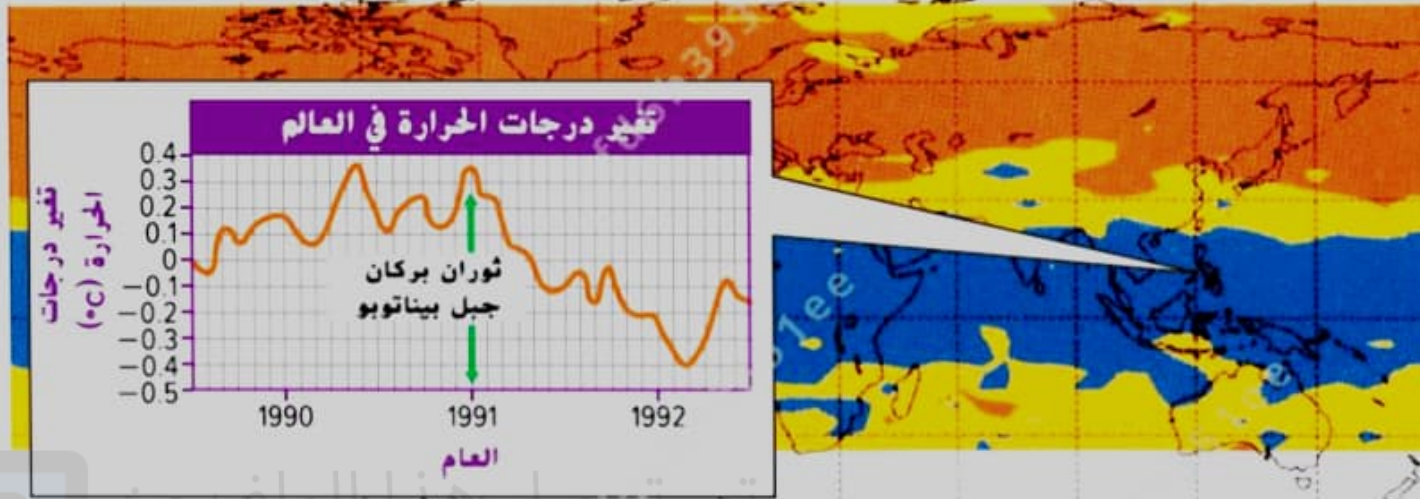 تغير درجات الحرارة في العالم
تغير درجات
الحرارة (°C)
0.4
0.3
0.2
0.1
0
−0.1
−0.2
−0.3
−0.4
−0.5
ثوران بركان
جبل بيناتوبو
1990
1991
1992
العام